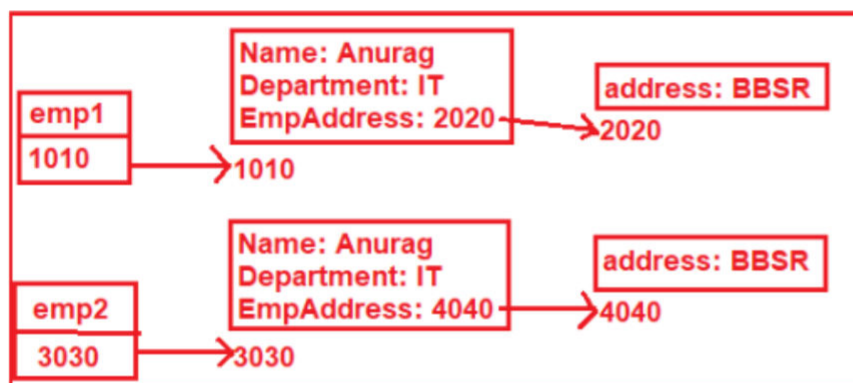 Name: Anurag
Department: IT
EmpAddress: 2020
address: BBSR
2020
emp1
1010
1010
Name: Anurag
Department: IT
EmpAddress: 4040
address: BBSR
4040
emp2
3030
3030